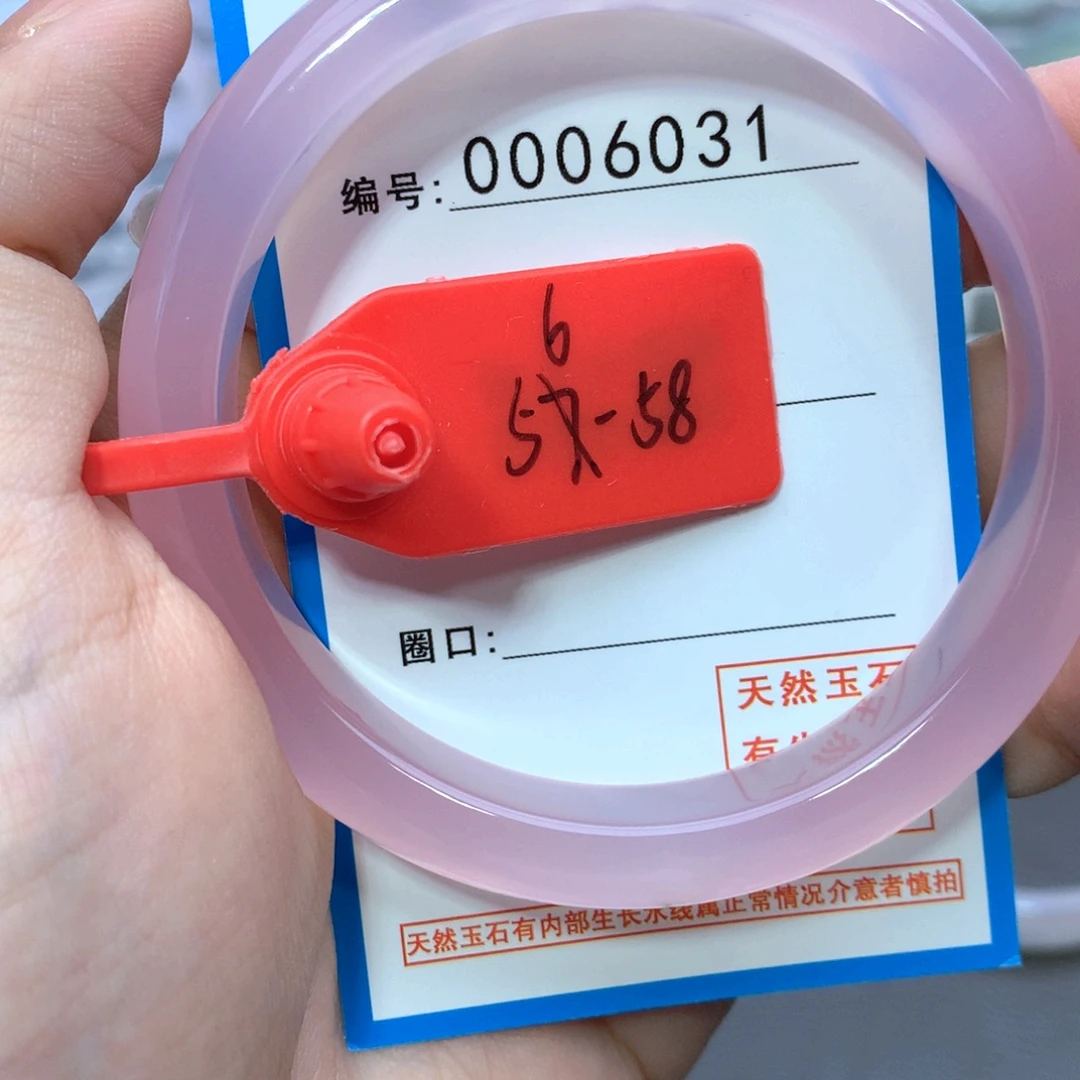 编号: 0006031
6
57-58
圈口:
天然玉石
有
天然玉石有内部生长水线属正常情况介意者慎拍